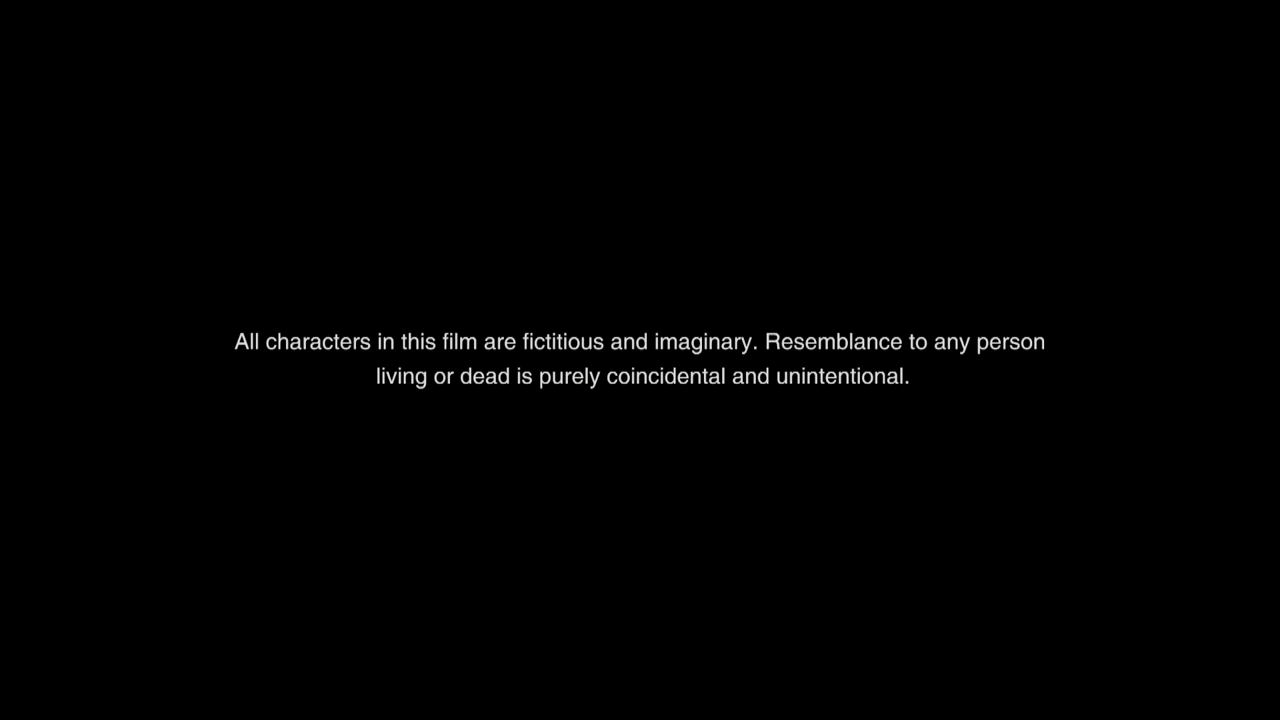 All characters in this film are fictitious and imaginary. Resemblance to any person
living or dead is purely coincidental and unintentional.